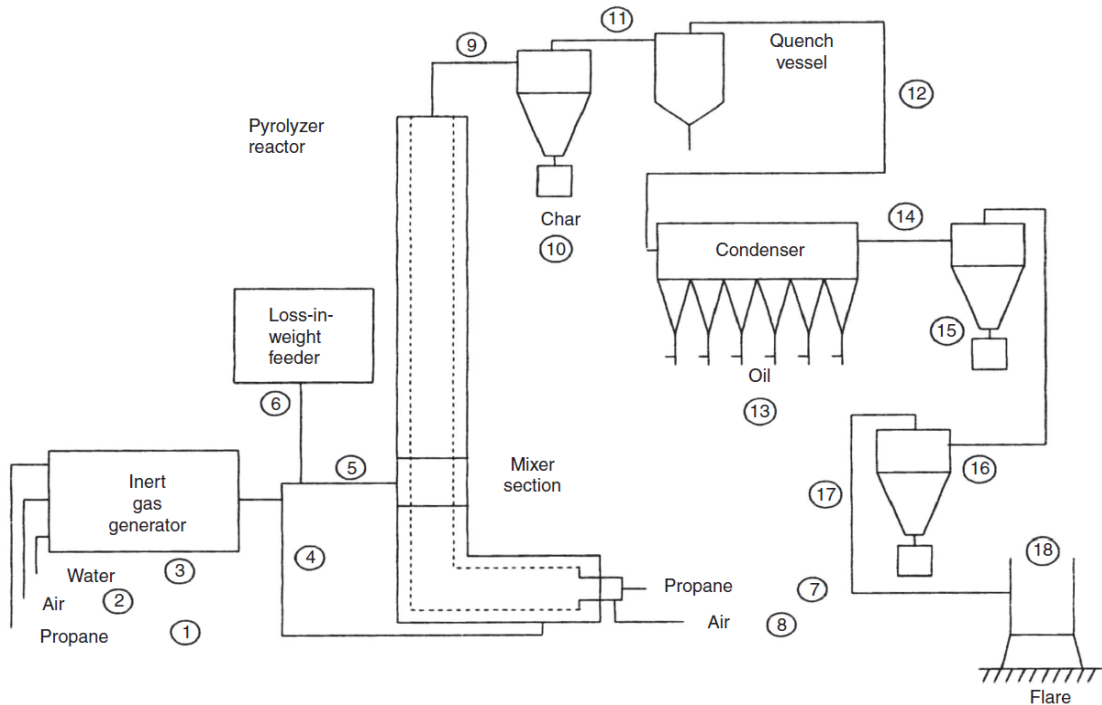 11
9
Quench
vessel
12
Pyrolyzer
reactor
Char
10
14
Condenser
Loss-in-
weight
feeder
15
6
Oil
13
5
Mixer
section
16
Inert
gas
generator
17
4
18
3
Water
2
Air
Propane
7
Propane
1
Air
8
Flare